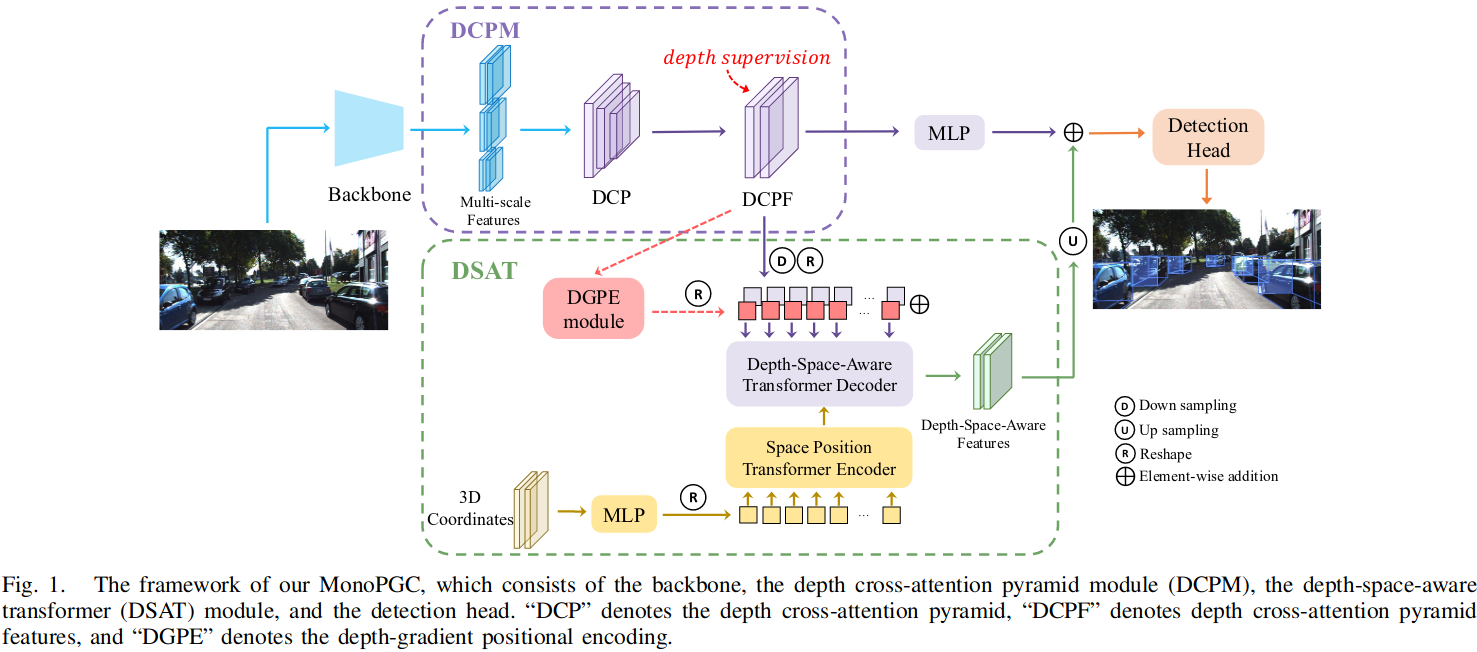 DCPM
depth supervision
Backbone
Multi-scale
Features
DCP
DCPF
MLP
Detection
Head
DSAT
DGPE
module
R
D R
...
...
U
Depth-Space-Aware
Transformer Decoder
Depth-Space-Aware
Features
Space Position
Transformer Encoder
3D
Coordinates
MLP
R
...
D Down sampling
U Up sampling
R Reshape
⊕ Element-wise addition
Fig. 1. The framework of our MonoPGC, which consists of the backbone, the depth cross-attention pyramid module (DCPM), the depth-space-aware
transformer (DSAT) module, and the detection head. “DCP” denotes the depth cross-attention pyramid, “DCPF” denotes depth cross-attention pyramid
features, and “DGPE” denotes the depth-gradient positional encoding.